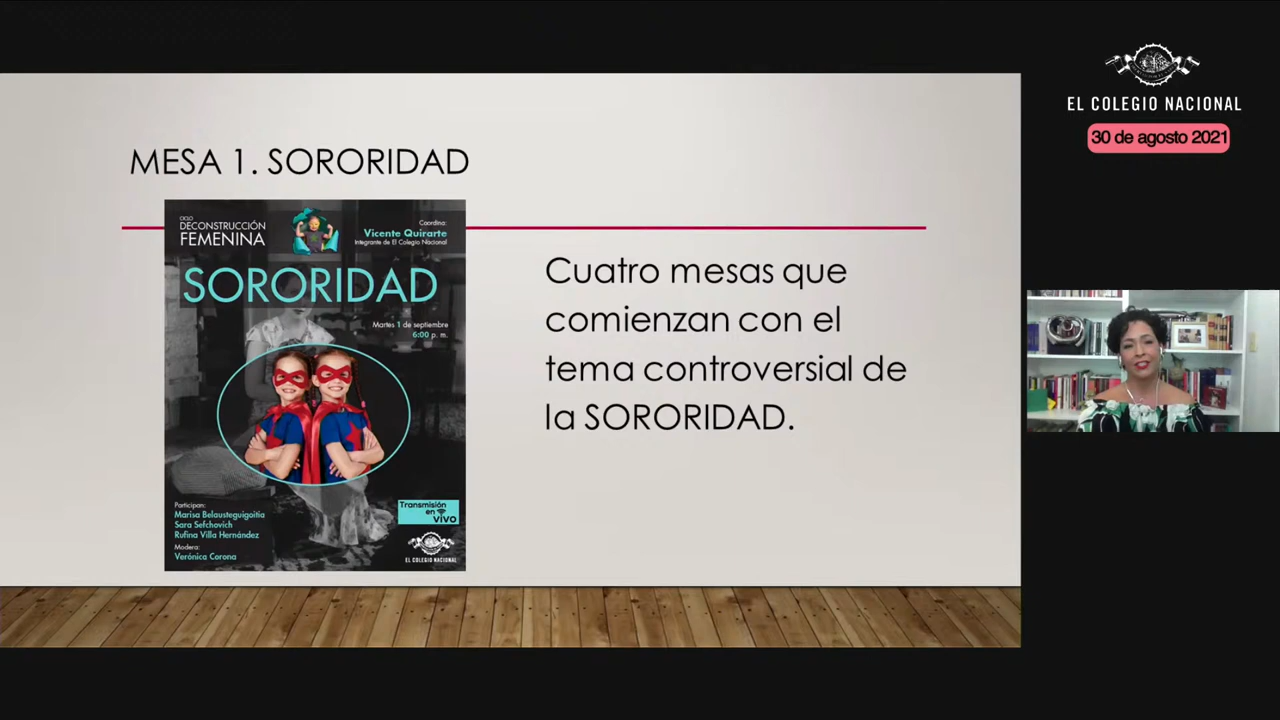 MESA 1. SORORIDAD
CICLO
DECONSTRUCCIÓN
FEMENINA
Coordina:
Vicente Quirarte
Integrante de El Colegio Nacional
SORORIDAD
Martes 1 de septiembre
6:00 p. m.
Participan:
Marisa Belausteguigoitia
Sara Sefchovich
Rufina Villa Hernández
Modera:
Verónica Corona
Transmisión
en
vivo
EL COLEGIO NACIONAL
Cuatro mesas que
comienzan con el
tema controversial de
la SORORIDAD.
EL COLEGIO NACIONAL
30 de agosto 2021